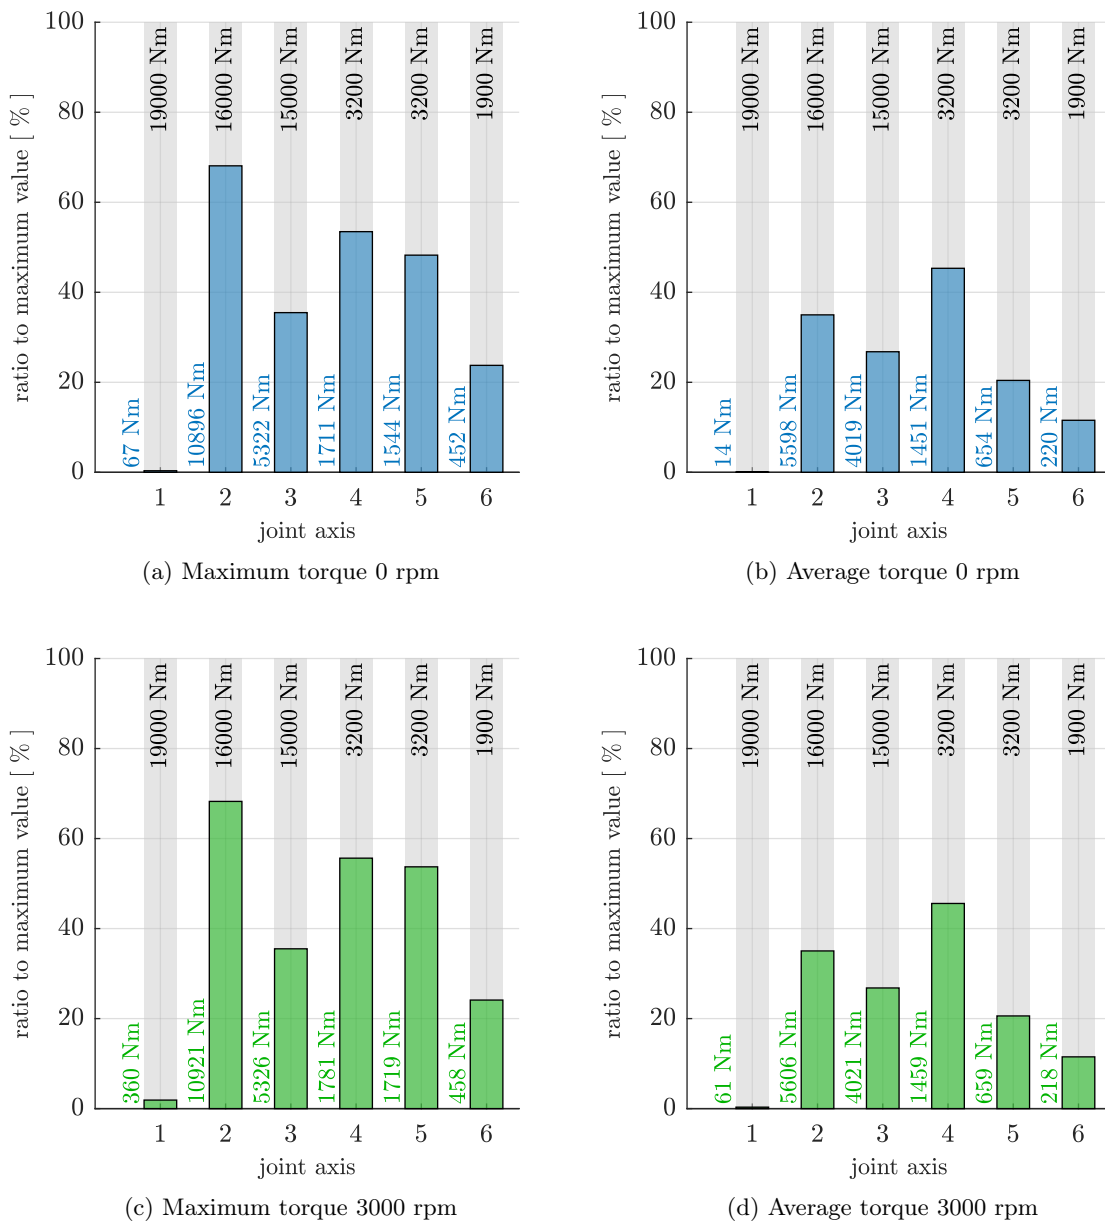 ratio to maximum value [ % ]
100
80
60
40
20
0
19000 Nm
16000 Nm
15000 Nm
3200 Nm
3200 Nm
1900 Nm
67 Nm
10896 Nm
5322 Nm
1711 Nm
1544 Nm
452 Nm
1 2 3 4 5 6
joint axis
(a) Maximum torque 0 rpm
ratio to maximum value [ % ]
100
80
60
40
20
0
19000 Nm
16000 Nm
15000 Nm
3200 Nm
3200 Nm
1900 Nm
14 Nm
5598 Nm
4019 Nm
1451 Nm
654 Nm
220 Nm
1 2 3 4 5 6
joint axis
(b) Average torque 0 rpm
ratio to maximum value [ % ]
100
80
60
40
20
0
19000 Nm
16000 Nm
15000 Nm
3200 Nm
3200 Nm
1900 Nm
360 Nm
10921 Nm
5326 Nm
1781 Nm
1719 Nm
458 Nm
1 2 3 4 5 6
joint axis
(c) Maximum torque 3000 rpm
ratio to maximum value [ % ]
100
80
60
40
20
0
19000 Nm
16000 Nm
15000 Nm
3200 Nm
3200 Nm
1900 Nm
61 Nm
5606 Nm
4021 Nm
1459 Nm
659 Nm
218 Nm
1 2 3 4 5 6
joint axis
(d) Average torque 3000 rpm